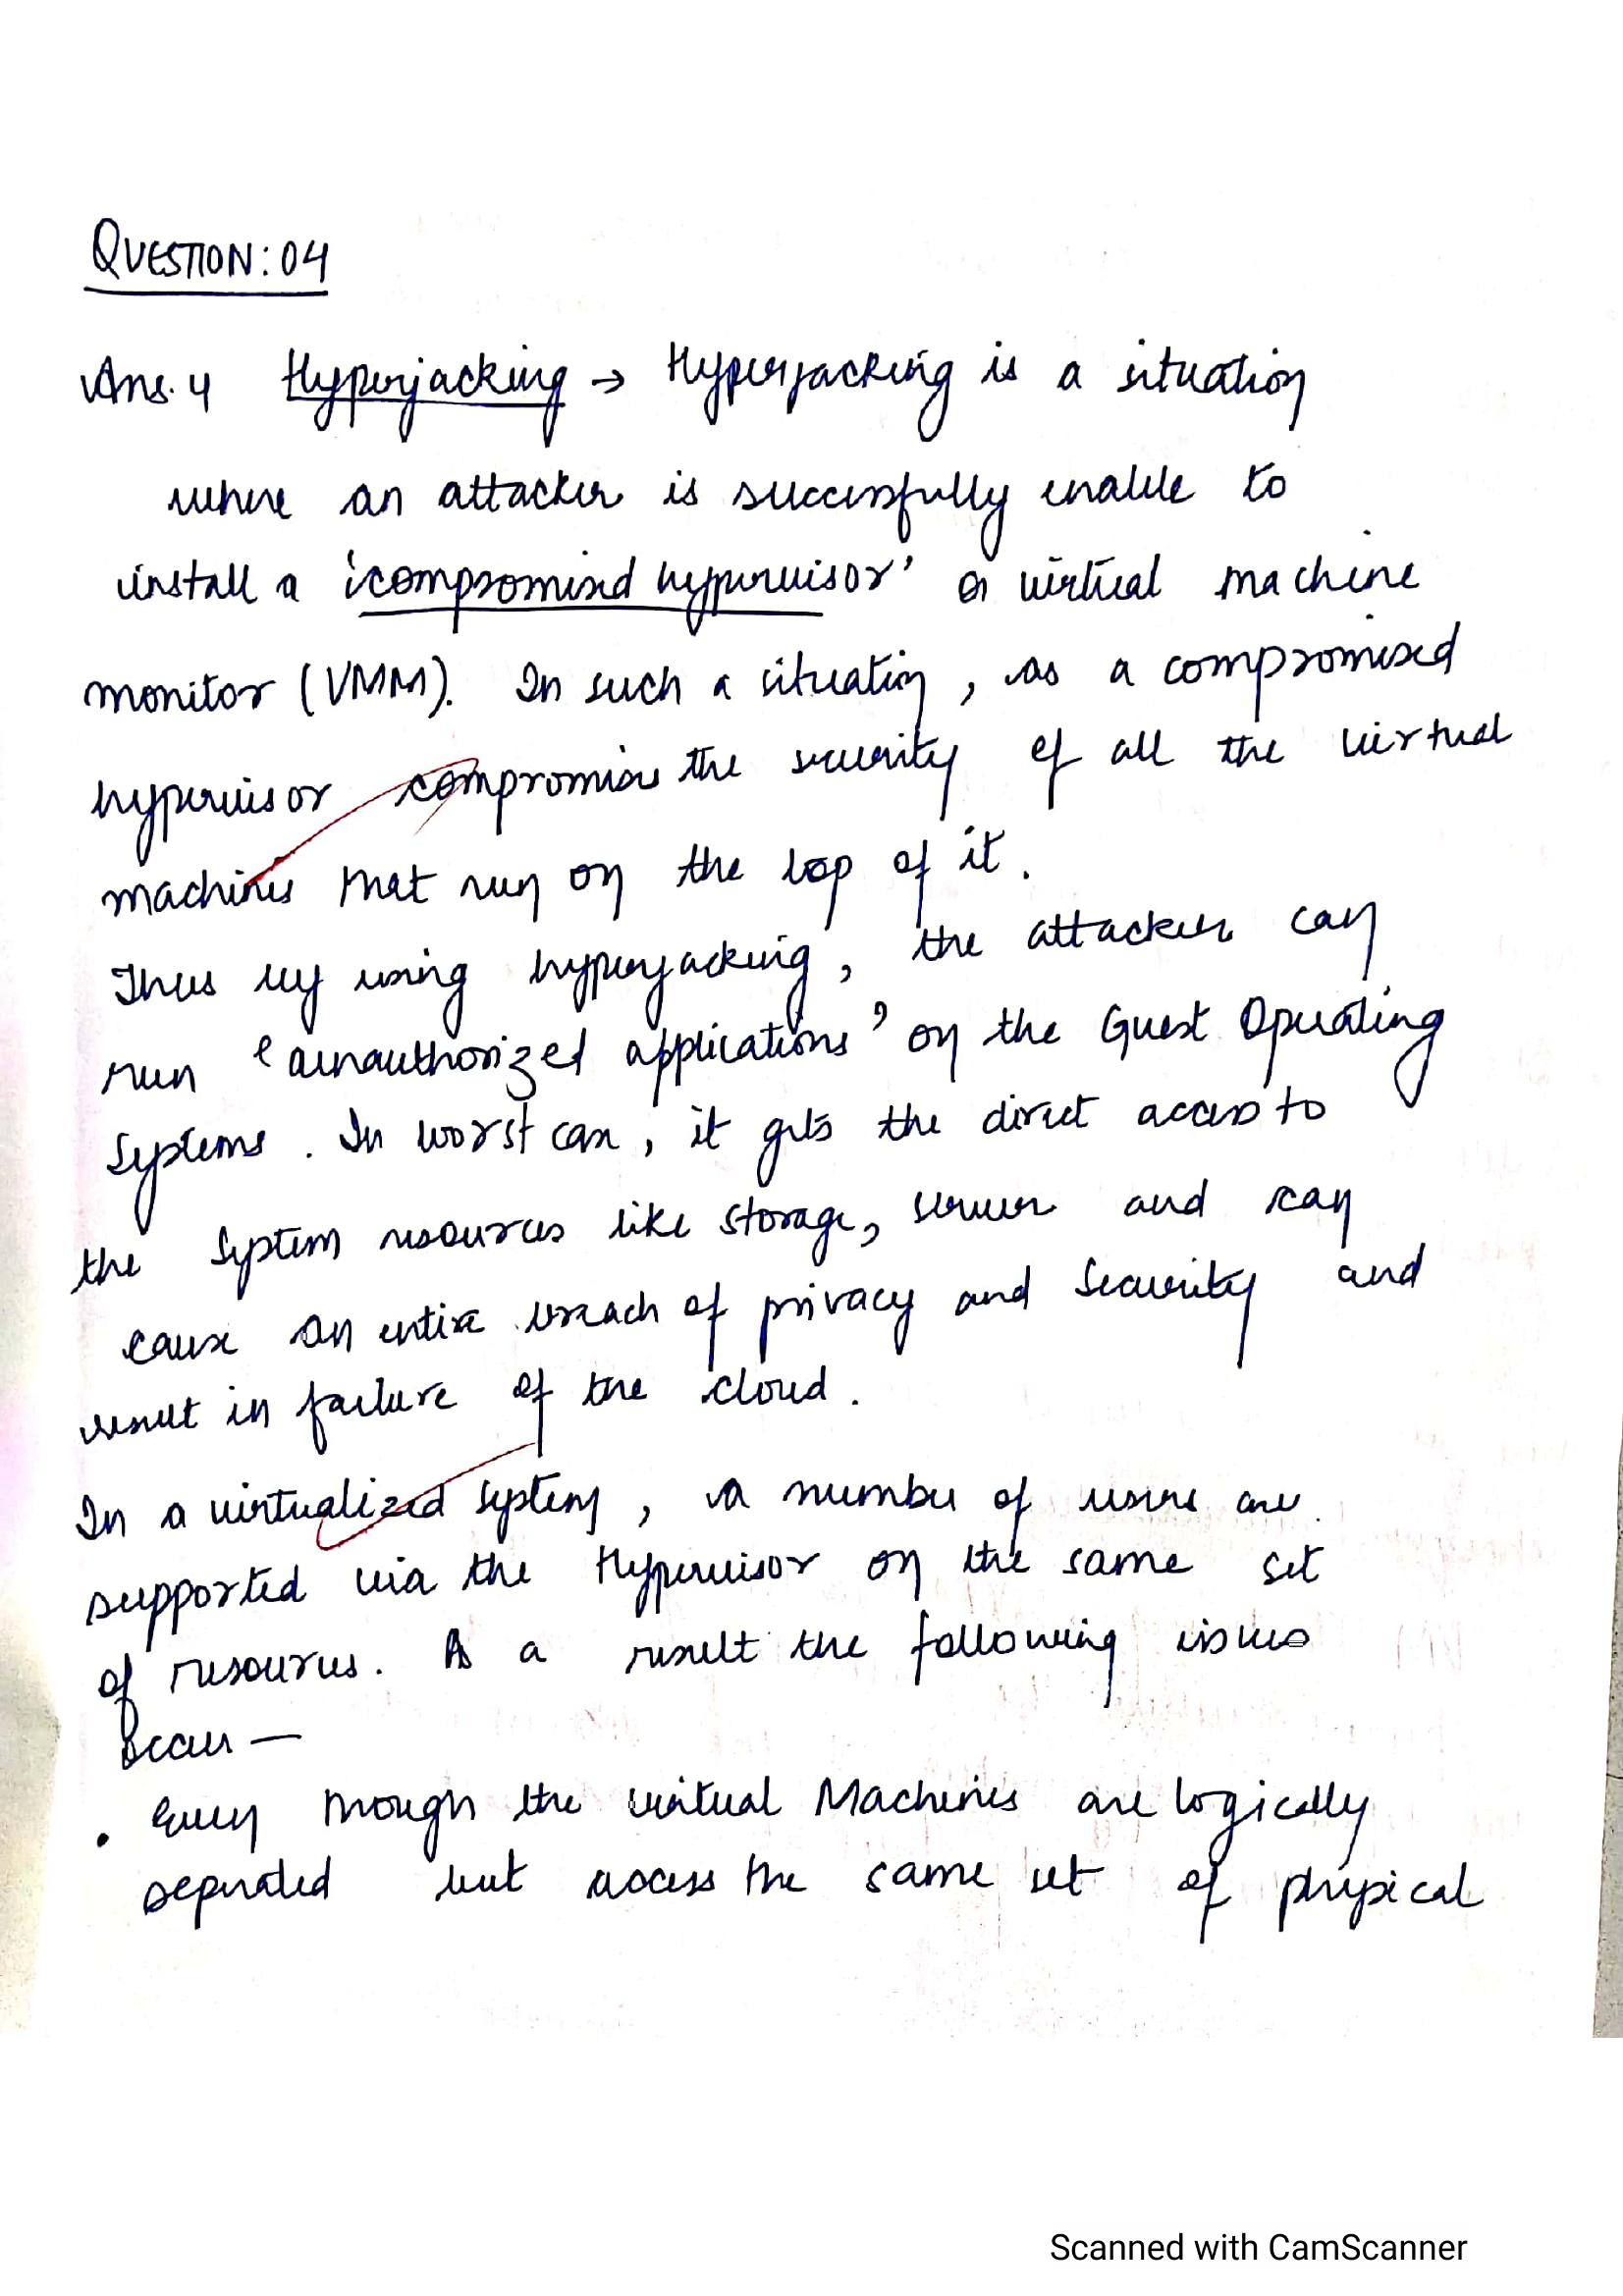 QUESTION: 04
Ans. 4 Hyperjacking → Hyperjacking is a situation
where an attacker is successfully enable to
install a 'compromised hypervisor' or virtual machine
monitor (VMM). In such a situation, as a compromised
hypervisor compromises the security of all the virtual
machines that run on the top of it.
Thus by using hyperjacking, the attacker can
run 'unauthorized applications' on the Guest Operating
Systems. In worst case, it gets the direct access to
the system resources like storage, server and can
cause an entire breach of privacy and security and
result in failure of the cloud.
In a virtualized system, a number of users are
supported via the Hypervisor on the same set
of resources. As a result the following issues
occur —
• Even though the virtual Machines are logically
seperated but access the same set of physical
Scanned with CamScanner